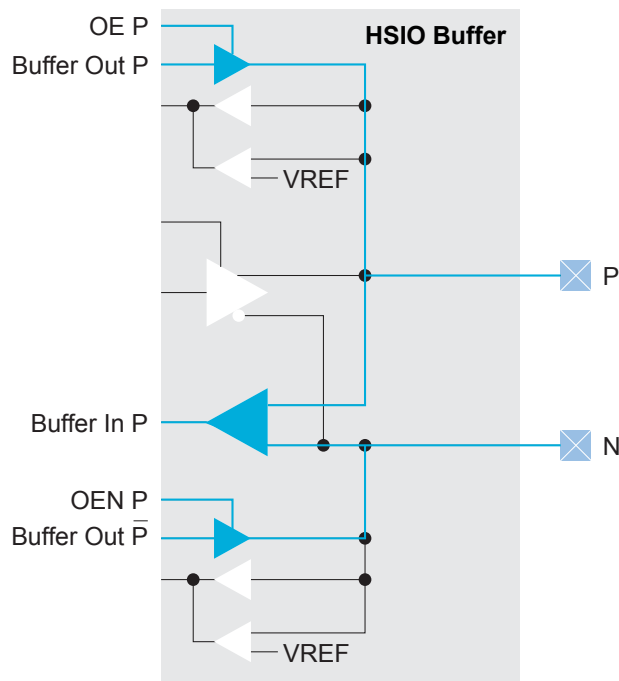 OE P
HSIO Buffer
Buffer Out P
VREF
P
Buffer In P
N
OEN P
Buffer Out P̅
VREF